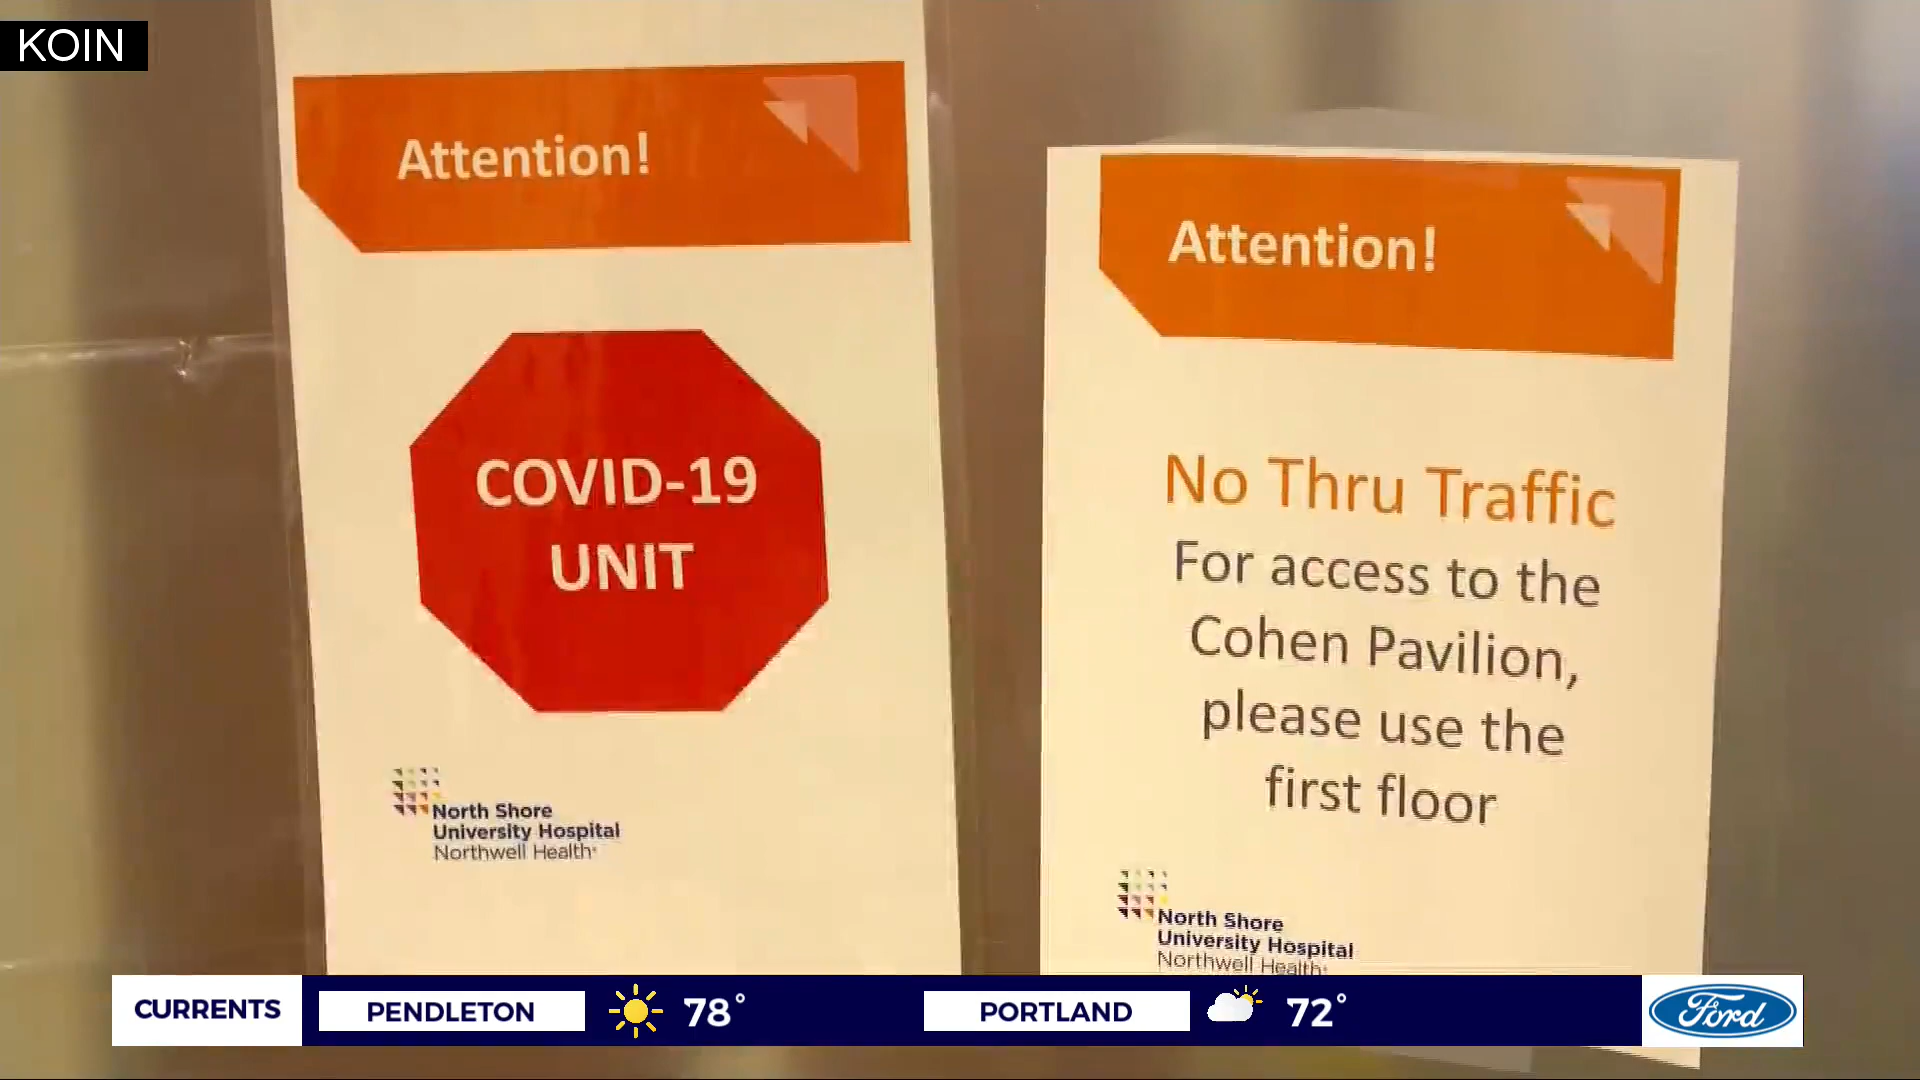 KOIN
Attention!
COVID-19
UNIT
North Shore
University Hospital
Northwell Health
Attention!
No Thru Traffic
For access to the
Cohen Pavilion,
please use the
first floor
North Shore
University Hospital
Northwell Health
CURRENTS
PENDLETON 78°
PORTLAND 72°
Ford